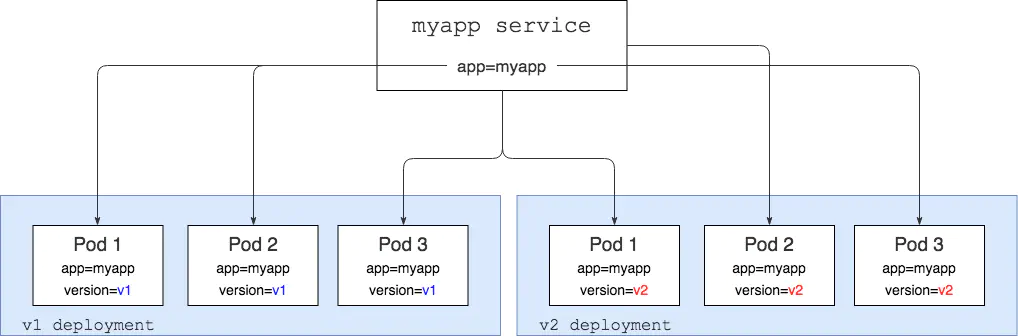 myapp service
app=myapp
Pod 1
app=myapp
version=v1
Pod 2
app=myapp
version=v1
Pod 3
app=myapp
version=v1
v1 deployment
Pod 1
app=myapp
version=v2
Pod 2
app=myapp
version=v2
Pod 3
app=myapp
version=v2
v2 deployment